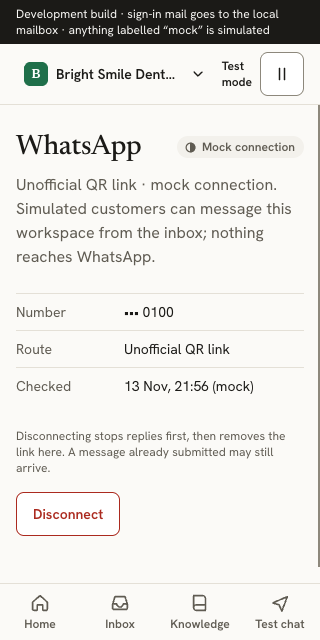 Development build · sign-in mail goes to the local
mailbox · anything labelled “mock” is simulated
B Bright Smile Dent... Test mode
WhatsApp
Mock connection
Unofficial QR link · mock connection.
Simulated customers can message this
workspace from the inbox; nothing
reaches WhatsApp.
Number ••• 0100
Route Unofficial QR link
Checked 13 Nov, 21:56 (mock)
Disconnecting stops replies first, then removes the
link here. A message already submitted may still
arrive.
Disconnect
Home Inbox Knowledge Test chat